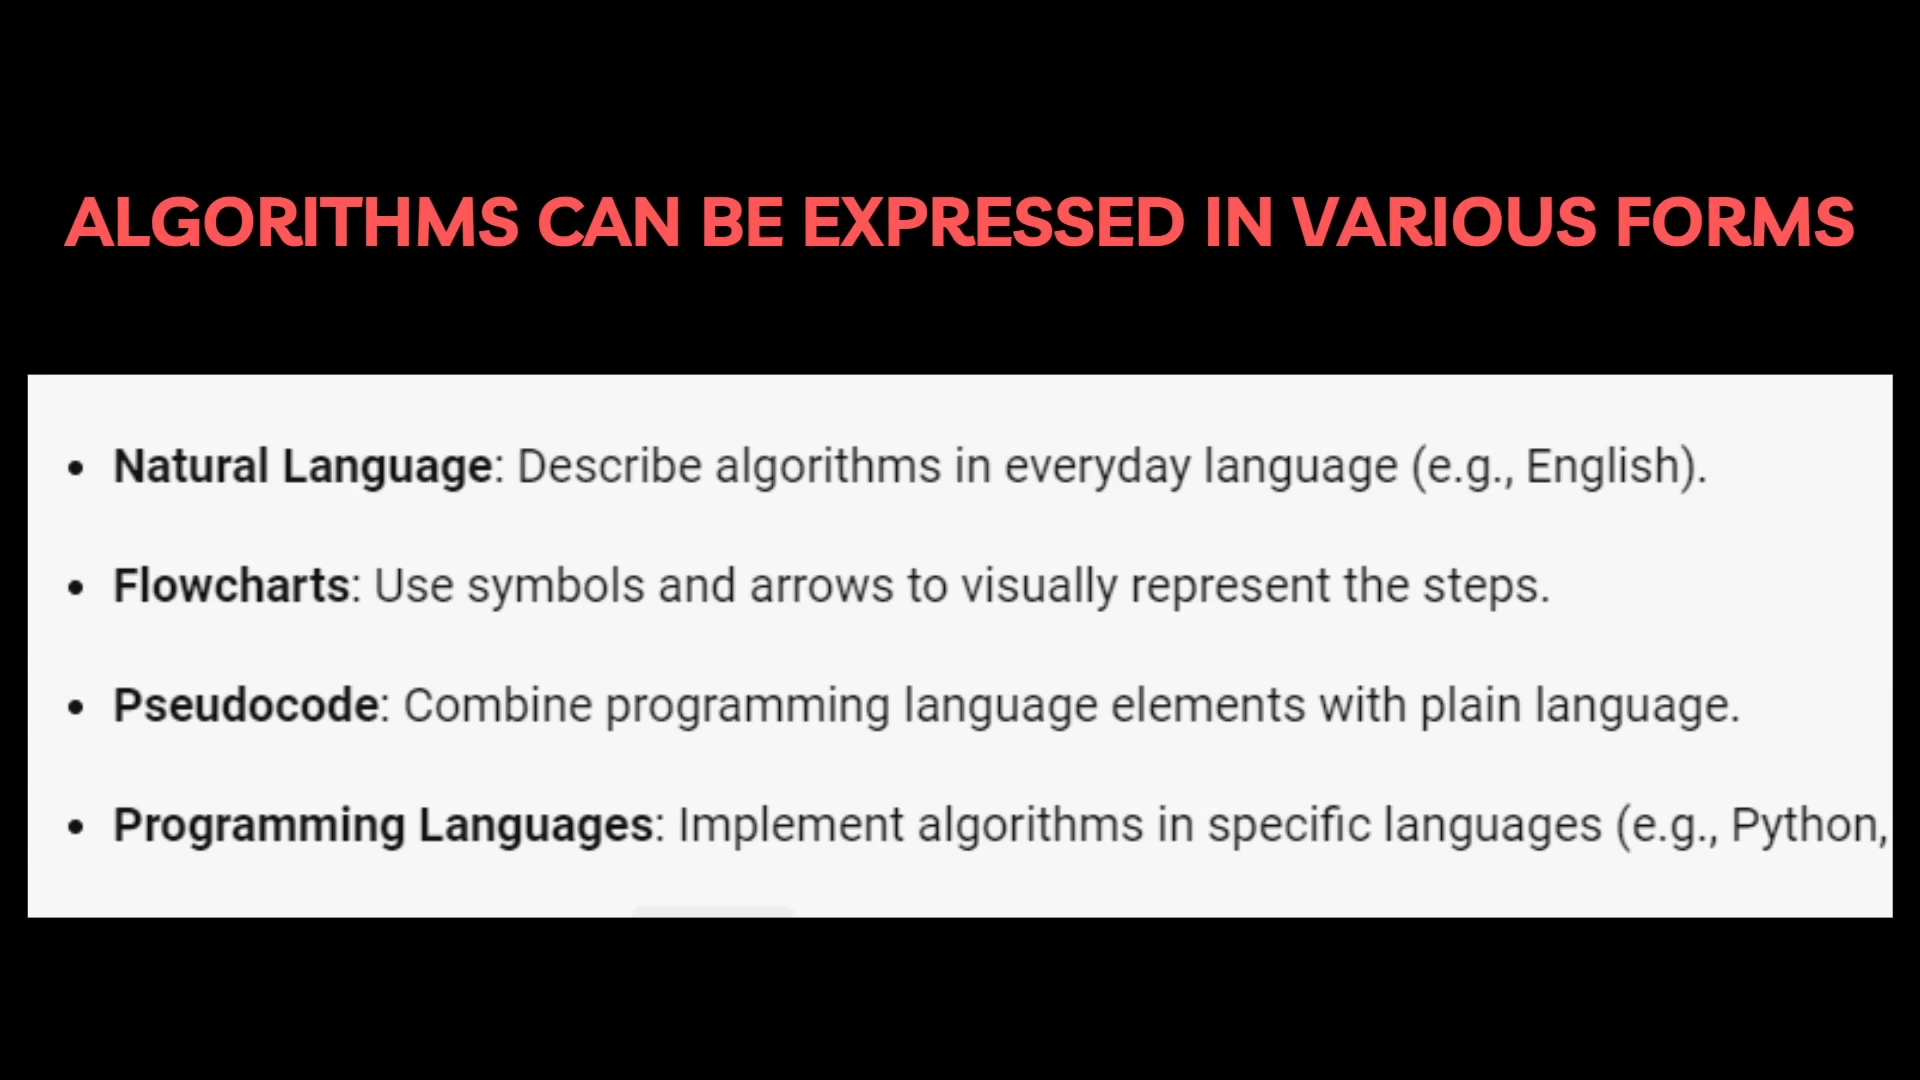 ALGORITHMS CAN BE EXPRESSED IN VARIOUS FORMS
• Natural Language: Describe algorithms in everyday language (e.g., English).
• Flowcharts: Use symbols and arrows to visually represent the steps.
• Pseudocode: Combine programming language elements with plain language.
• Programming Languages: Implement algorithms in specific languages (e.g., Python,